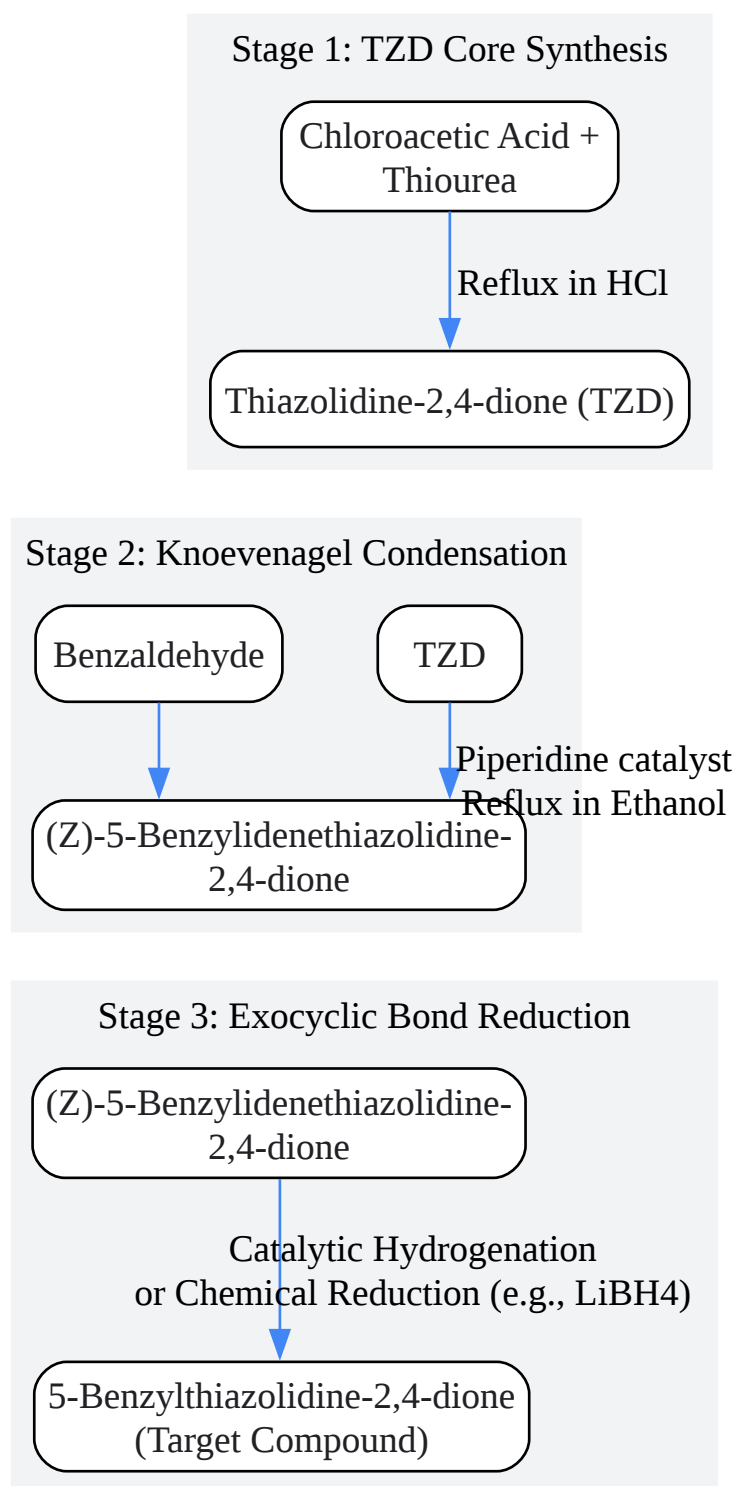 Stage 1: TZD Core Synthesis
Chloroacetic Acid +
Thiourea
Reflux in HCl
Thiazolidine-2,4-dione (TZD)
Stage 2: Knoevenagel Condensation
Benzaldehyde
TZD
Piperidine catalyst
Reflux in Ethanol
(Z)-5-Benzylidenethiazolidine-
2,4-dione
Stage 3: Exocyclic Bond Reduction
(Z)-5-Benzylidenethiazolidine-
2,4-dione
Catalytic Hydrogenation
or Chemical Reduction (e.g., LiBH4)
5-Benzylthiazolidine-2,4-dione
(Target Compound)